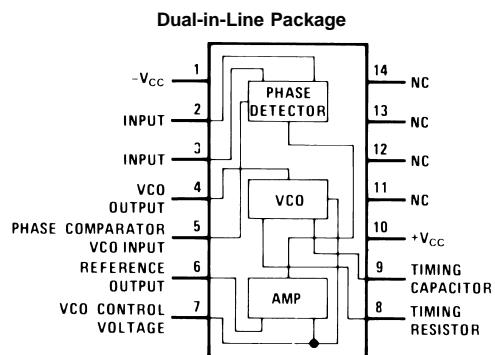 Dual-in-Line Package
1
-VCC
2
INPUT
3
INPUT
4
VCO
OUTPUT
5
PHASE COMPARATOR
VCO INPUT
6
REFERENCE
OUTPUT
7
VCO CONTROL
VOLTAGE
PHASE
DETECTOR
VCO
AMP
14
NC
13
NC
12
NC
11
NC
10
+VCC
9
TIMING
CAPACITOR
8
TIMING
RESISTOR